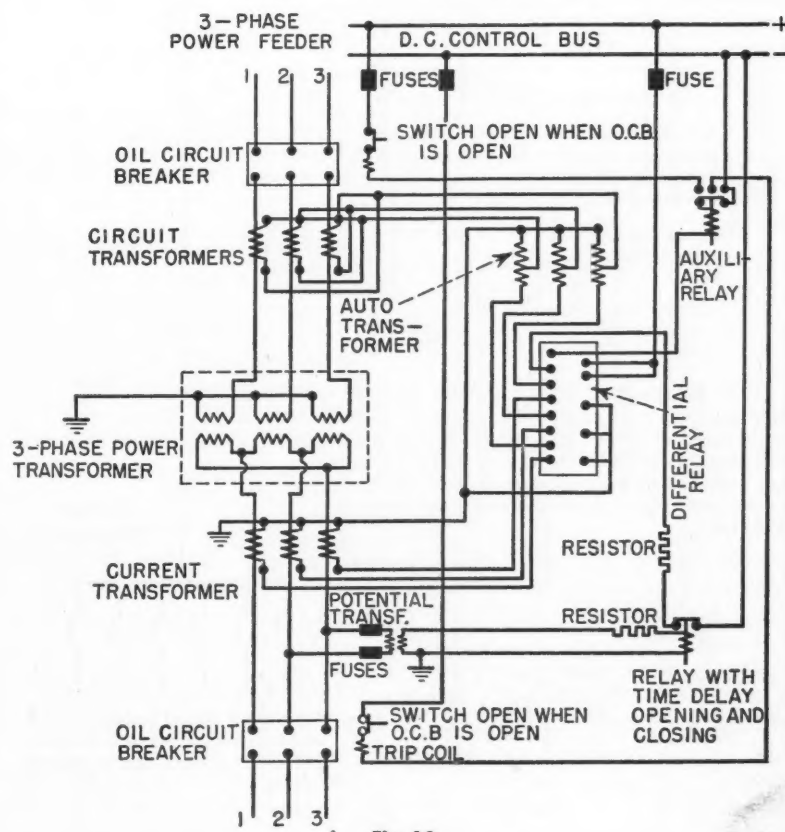 3-PHASE
POWER FEEDER
D.C. CONTROL BUS
+
-
1 2 3
FUSES
FUSE
SWITCH OPEN WHEN O.C.B.
IS OPEN
OIL CIRCUIT
BREAKER
CIRCUIT
TRANSFORMERS
AUXILI-
ARY
RELAY
AUTO
TRANS-
FORMER
DIFFERENTIAL
RELAY
3-PHASE POWER
TRANSFORMER
RESISTOR
CURRENT
TRANSFORMER
POTENTIAL
TRANSF.
RESISTOR
FUSES
RELAY WITH
TIME DELAY
OPENING AND
CLOSING
OIL CIRCUIT
BREAKER
SWITCH OPEN WHEN
O.C.B IS OPEN
TRIP COIL
1 2 3